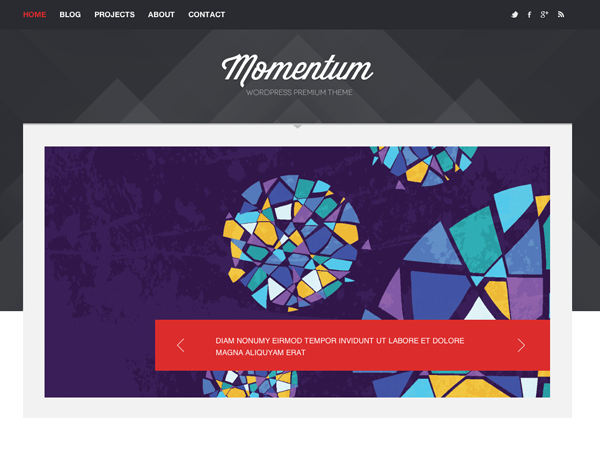 HOME BLOG PROJECTS ABOUT CONTACT
Momentum
WORDPRESS PREMIUM THEME
DIAM NONUMY EIRMOD TEMPOR INVIDUNT UT LABORE ET DOLORE
MAGNA ALIQUYAM ERAT